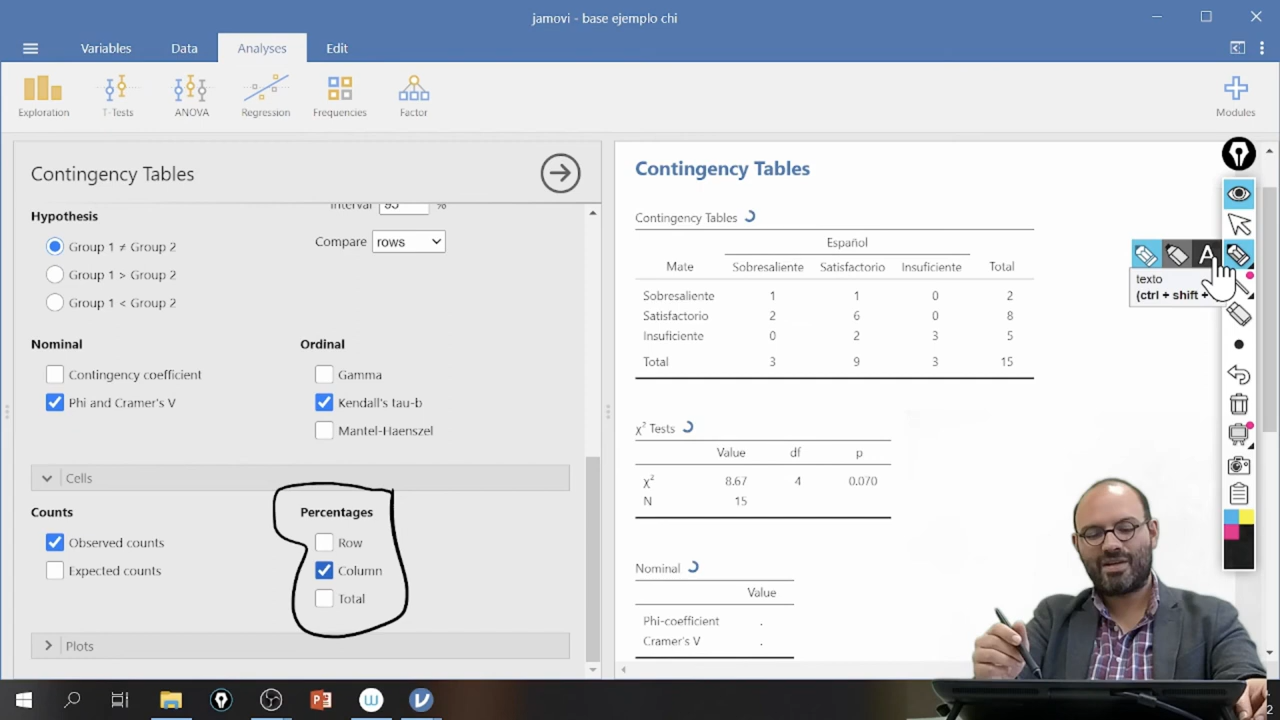 jamovi - base ejemplo chi
Variables Data Analyses Edit
Exploration T-Tests ANOVA Regression Frequencies Factor Modules
Contingency Tables
Interval 95 %
Compare rows
Hypothesis
Group 1 ≠ Group 2
Group 1 > Group 2
Group 1 < Group 2
Nominal Ordinal
Contingency coefficient Gamma
Phi and Cramer's V Kendall's tau-b
Mantel-Haenszel
Cells
Counts Percentages
Observed counts Row
Expected counts Column
Total
Plots
Contingency Tables
Contingency Tables
Español
Mate Sobresaliente Satisfactorio Insuficiente Total
Sobresaliente 1 1 0 2
Satisfactorio 2 6 0 8
Insuficiente 0 2 3 5
Total 3 9 3 15
χ² Tests
Value df p
χ² 8.67 4 0.070
N 15
Nominal
Value
Phi-coefficient .
Cramer's V .
A
texto
(ctrl + shift +